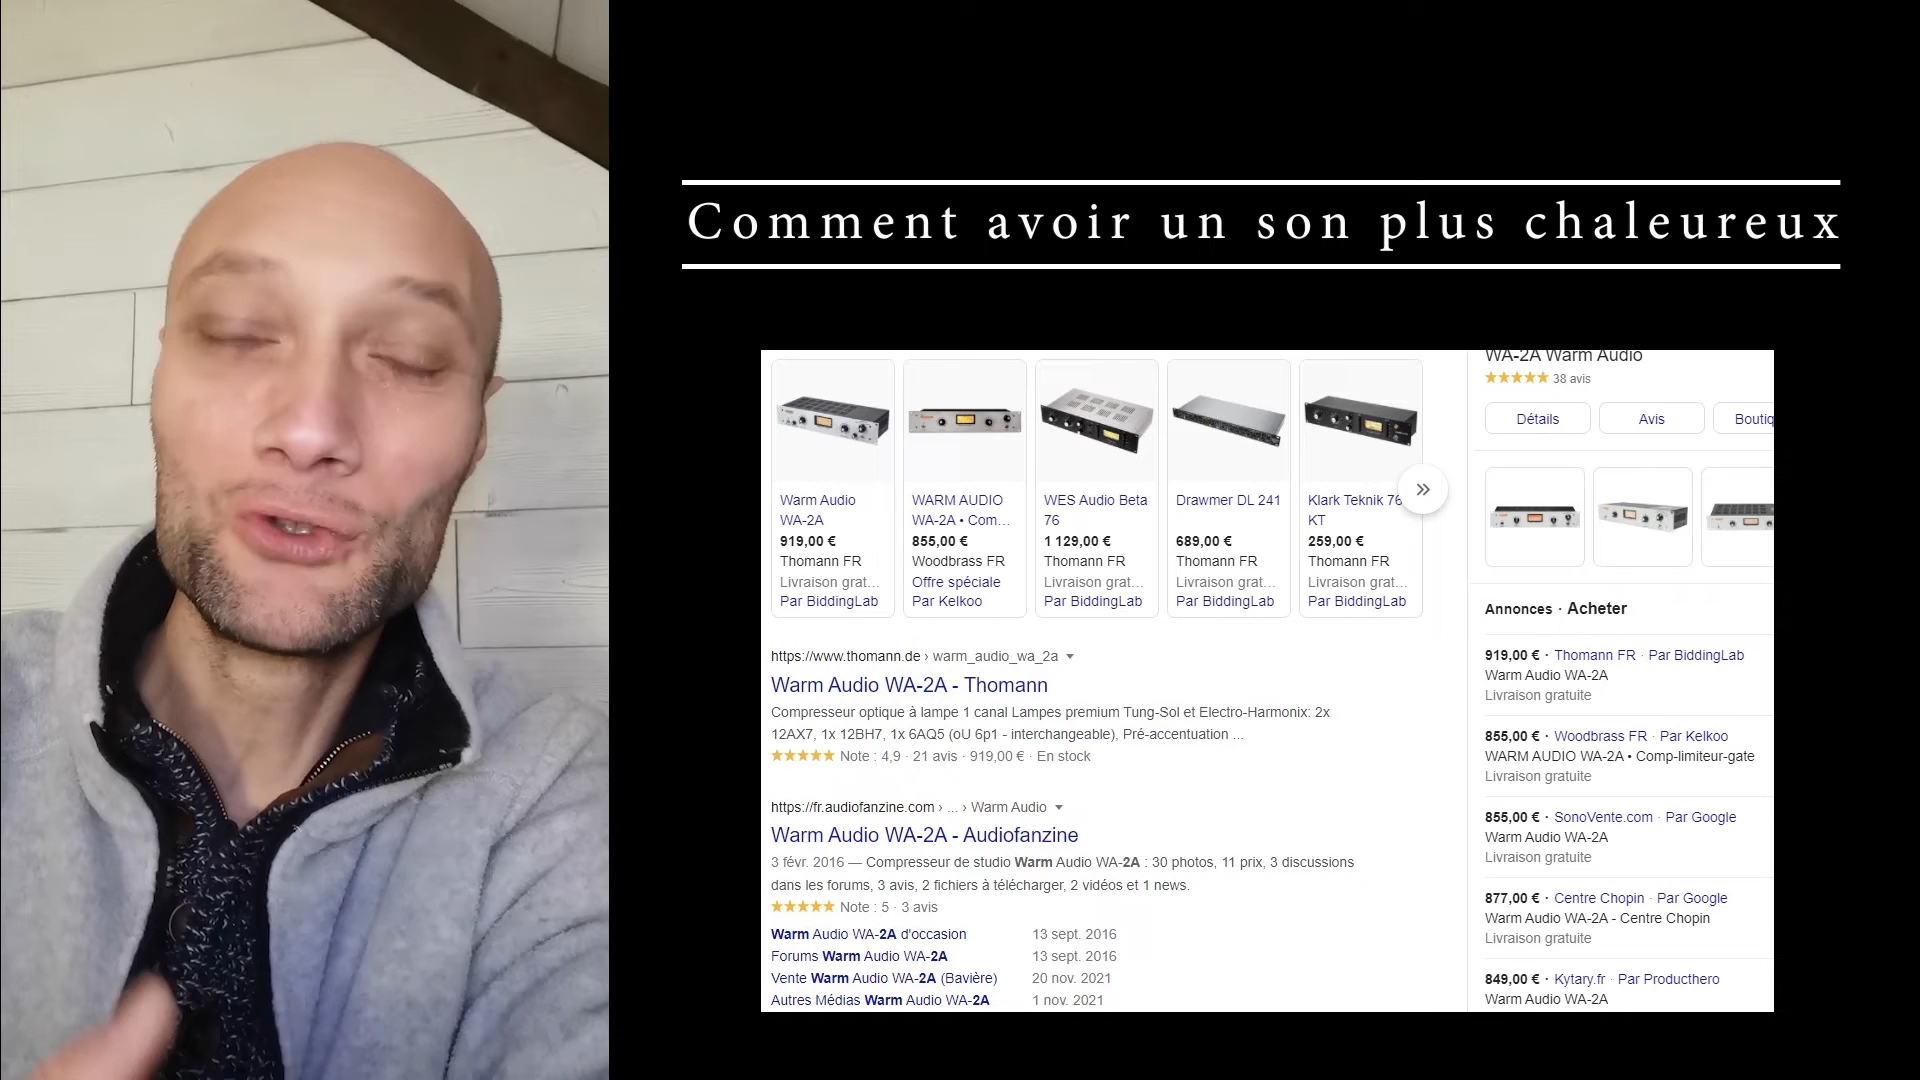 Comment avoir un son plus chaleureux
Warm Audio
WA-2A
919,00 €
Thomann FR
Livraison grat...
Par BiddingLab
WARM AUDIO
WA-2A • Com...
855,00 €
Woodbrass FR
Offre spéciale
Par Kelkoo
WES Audio Beta
76
1 129,00 €
Thomann FR
Livraison grat...
Par BiddingLab
Drawmer DL 241
689,00 €
Thomann FR
Livraison grat...
Par BiddingLab
Klark Teknik 76
KT
259,00 €
Thomann FR
Livraison grat...
Par BiddingLab
https://www.thomann.de › warm_audio_wa_2a
Warm Audio WA-2A - Thomann
Compresseur optique à lampe 1 canal Lampes premium Tung-Sol et Electro-Harmonix: 2x
12AX7, 1x 12BH7, 1x 6AQ5 (oU 6p1 - interchangeable), Pré-accentuation ...
Note : 4,9 · 21 avis · 919,00 € · En stock
https://fr.audiofanzine.com › ... › Warm Audio
Warm Audio WA-2A - Audiofanzine
3 févr. 2016 — Compresseur de studio Warm Audio WA-2A : 30 photos, 11 prix, 3 discussions
dans les forums, 3 avis, 2 fichiers à télécharger, 2 vidéos et 1 news.
Note : 5 · 3 avis
Warm Audio WA-2A d'occasion 13 sept. 2016
Forums Warm Audio WA-2A 13 sept. 2016
Vente Warm Audio WA-2A (Bavière) 20 nov. 2021
Autres Médias Warm Audio WA-2A 1 nov. 2021
WA-2A Warm Audio
38 avis
Détails
Avis
Boutiq
Annonces · Acheter
919,00 € · Thomann FR · Par BiddingLab
Warm Audio WA-2A
Livraison gratuite
855,00 € · Woodbrass FR · Par Kelkoo
WARM AUDIO WA-2A • Comp-limiteur-gate
Livraison gratuite
855,00 € · SonoVente.com · Par Google
Warm Audio WA-2A
Livraison gratuite
877,00 € · Centre Chopin · Par Google
Warm Audio WA-2A - Centre Chopin
Livraison gratuite
849,00 € · Kytary.fr · Par Producthero
Warm Audio WA-2A